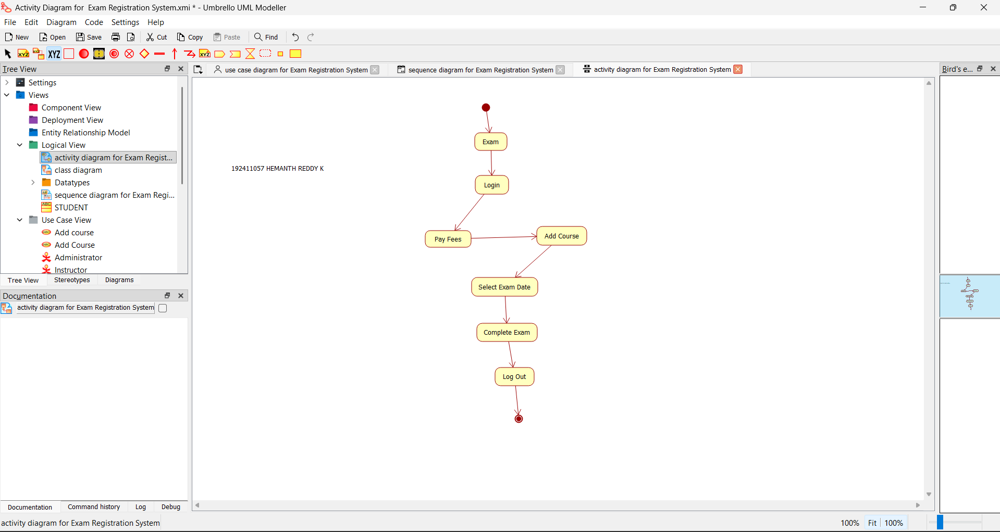 Activity Diagram for  Exam Registration System.xmi * - Umbrello UML Modeller
File Edit Diagram Code Settings Help
New Open Save Cut Copy Paste Find
XYZ XYZ XYZ XYZ
Tree View
use case diagram for Exam Registration System
sequence diagram for Exam Registration System
activity diagram for Exam Registration System
Bird's e...
Settings
Views
Component View
Deployment View
Entity Relationship Model
Logical View
activity diagram for Exam Regist...
class diagram
Datatypes
sequence diagram for Exam Regi...
ABC STUDENT
Use Case View
ABC Add course
ABC Add Course
Administrator
Instructor
Tree View Stereotypes Diagrams
Documentation
activity diagram for Exam Registration System
Documentation Command history Log Debug
192411057 HEMANTH REDDY K
Exam
Login
Pay Fees
Add Course
Select Exam Date
Complete Exam
Log Out
activity diagram for Exam Registration System
100% Fit 100%